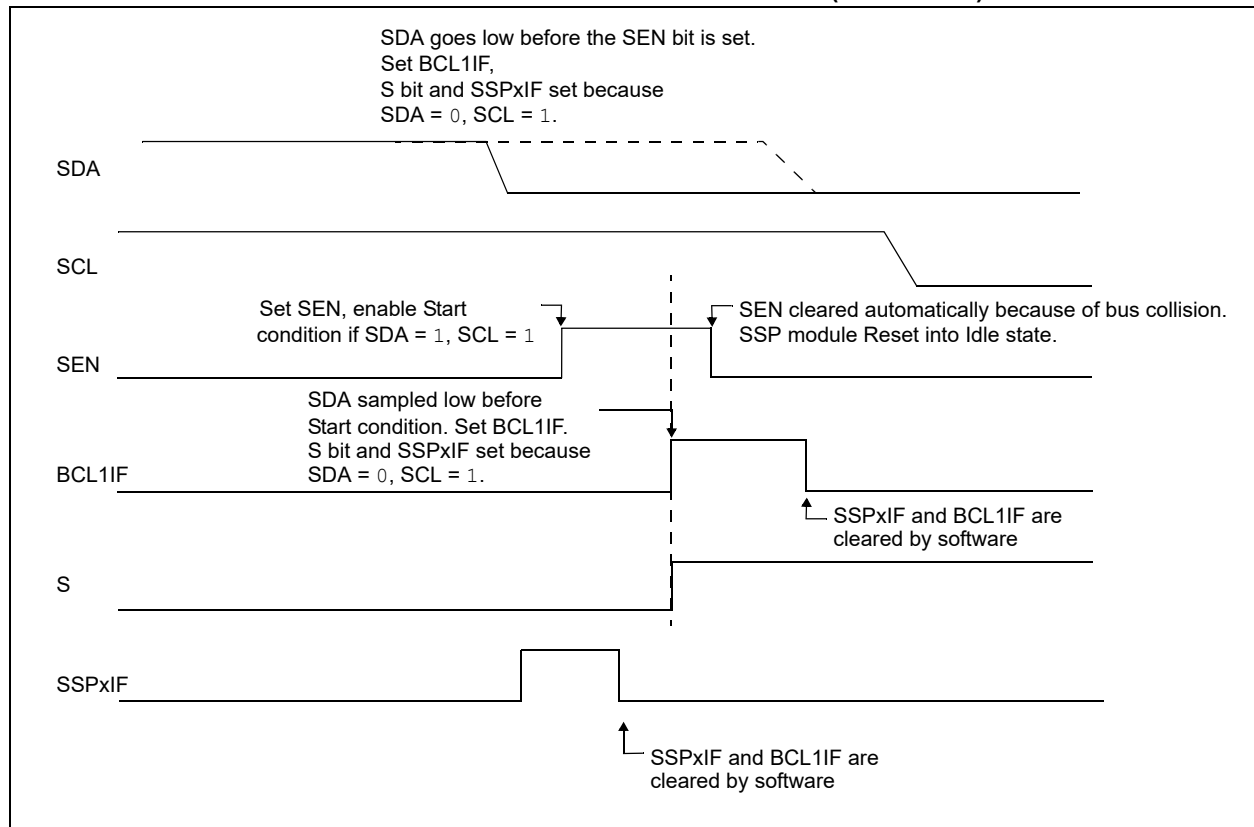 SDA goes low before the SEN bit is set.
Set BCL1IF,
S bit and SSPxIF set because
SDA = 0, SCL = 1.
SDA
SCL
Set SEN, enable Start
condition if SDA = 1, SCL = 1
SEN cleared automatically because of bus collision.
SSP module Reset into Idle state.
SEN
SDA sampled low before
Start condition. Set BCL1IF.
S bit and SSPxIF set because
SDA = 0, SCL = 1.
BCL1IF
SSPxIF and BCL1IF are
cleared by software
S
SSPxIF
SSPxIF and BCL1IF are
cleared by software